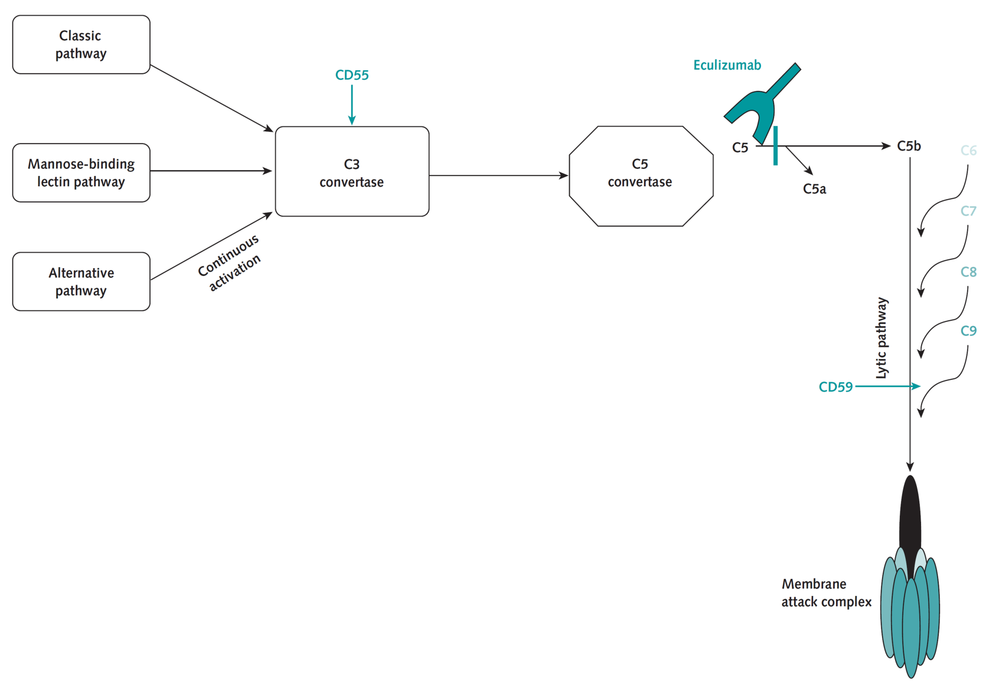 Classic
pathway
Mannose-binding
lectin pathway
Alternative
pathway
Continuous
activation
CD55
C3
convertase
C5
convertase
Eculizumab
C5
C5a
C5b
C6
C7
C8
C9
Lytic pathway
CD59
Membrane
attack complex